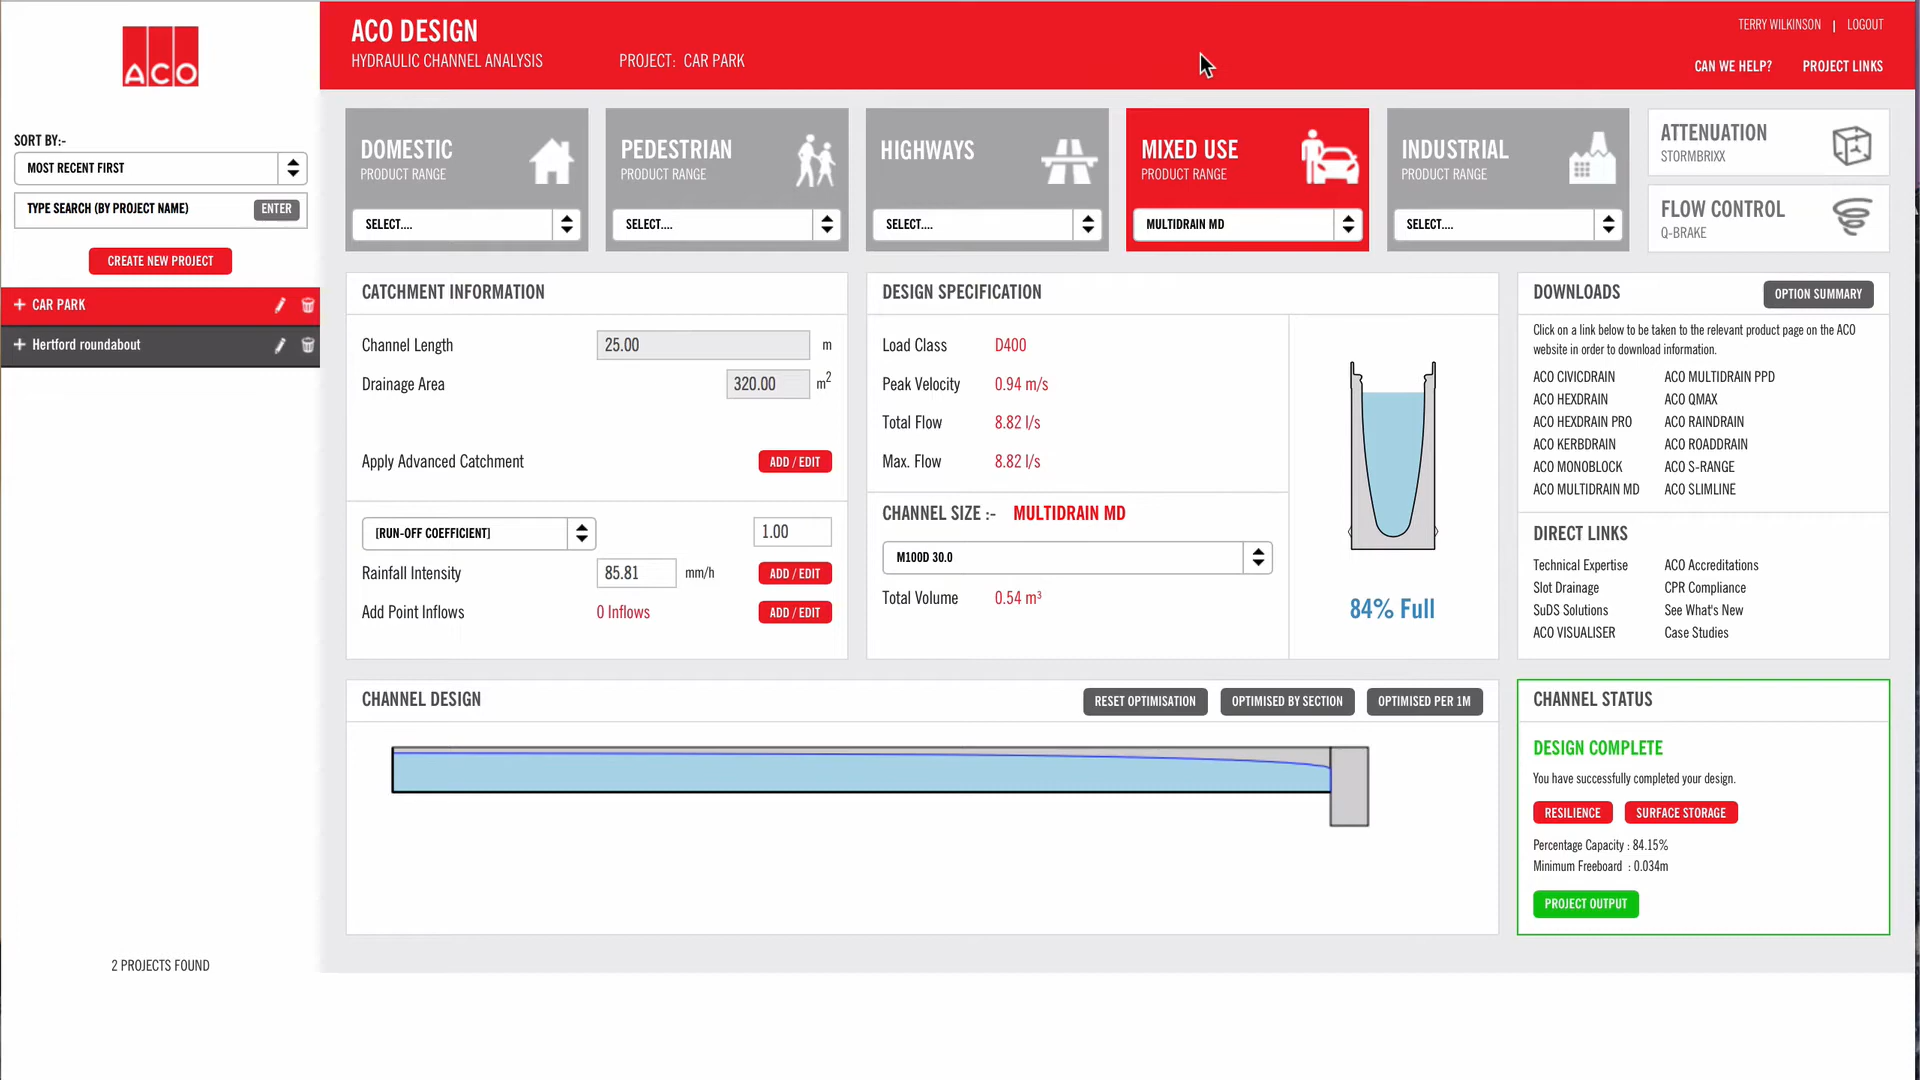 ACO
SORT BY:-
MOST RECENT FIRST
TYPE SEARCH (BY PROJECT NAME)
ENTER
CREATE NEW PROJECT
CAR PARK
Hertford roundabout
2 PROJECTS FOUND
ACO DESIGN
HYDRAULIC CHANNEL ANALYSIS
PROJECT: CAR PARK
TERRY WILKINSON | LOGOUT
CAN WE HELP?
PROJECT LINKS
DOMESTIC
PRODUCT RANGE
SELECT....
PEDESTRIAN
PRODUCT RANGE
SELECT....
HIGHWAYS
SELECT....
MIXED USE
PRODUCT RANGE
MULTIDRAIN MD
INDUSTRIAL
PRODUCT RANGE
SELECT....
ATTENUATION
STORMBRIXX
FLOW CONTROL
Q-BRAKE
CATCHMENT INFORMATION
Channel Length 25.00 m
Drainage Area 320.00 m²
Apply Advanced Catchment ADD / EDIT
[RUN-OFF COEFFICIENT] 1.00
Rainfall Intensity 85.81 mm/h ADD / EDIT
Add Point Inflows 0 Inflows ADD / EDIT
DESIGN SPECIFICATION
Load Class D400
Peak Velocity 0.94 m/s
Total Flow 8.82 l/s
Max. Flow 8.82 l/s
CHANNEL SIZE :- MULTIDRAIN MD
M100D 30.0
Total Volume 0.54 m³
84% Full
DOWNLOADS
OPTION SUMMARY
Click on a link below to be taken to the relevant product page on the ACO
website in order to download information.
ACO CIVICDRAIN ACO MULTIDRAIN PPD
ACO HEXDRAIN ACO QMAX
ACO HEXDRAIN PRO ACO RAINDRAIN
ACO KERBDRAIN ACO ROADDRAIN
ACO MONOBLOCK ACO S-RANGE
ACO MULTIDRAIN MD ACO SLIMLINE
DIRECT LINKS
Technical Expertise ACO Accreditations
Slot Drainage CPR Compliance
SuDS Solutions See What's New
ACO VISUALISER Case Studies
CHANNEL DESIGN
RESET OPTIMISATION
OPTIMISED BY SECTION
OPTIMISED PER 1M
CHANNEL STATUS
DESIGN COMPLETE
You have successfully completed your design.
RESILIENCE
SURFACE STORAGE
Percentage Capacity : 84.15%
Minimum Freeboard : 0.034m
PROJECT OUTPUT